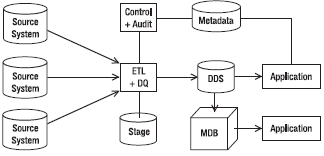 Source
System
Control
+ Audit
Metadata
Source
System
ETL
+ DQ
DDS
Application
Source
System
Stage
MDB
Application